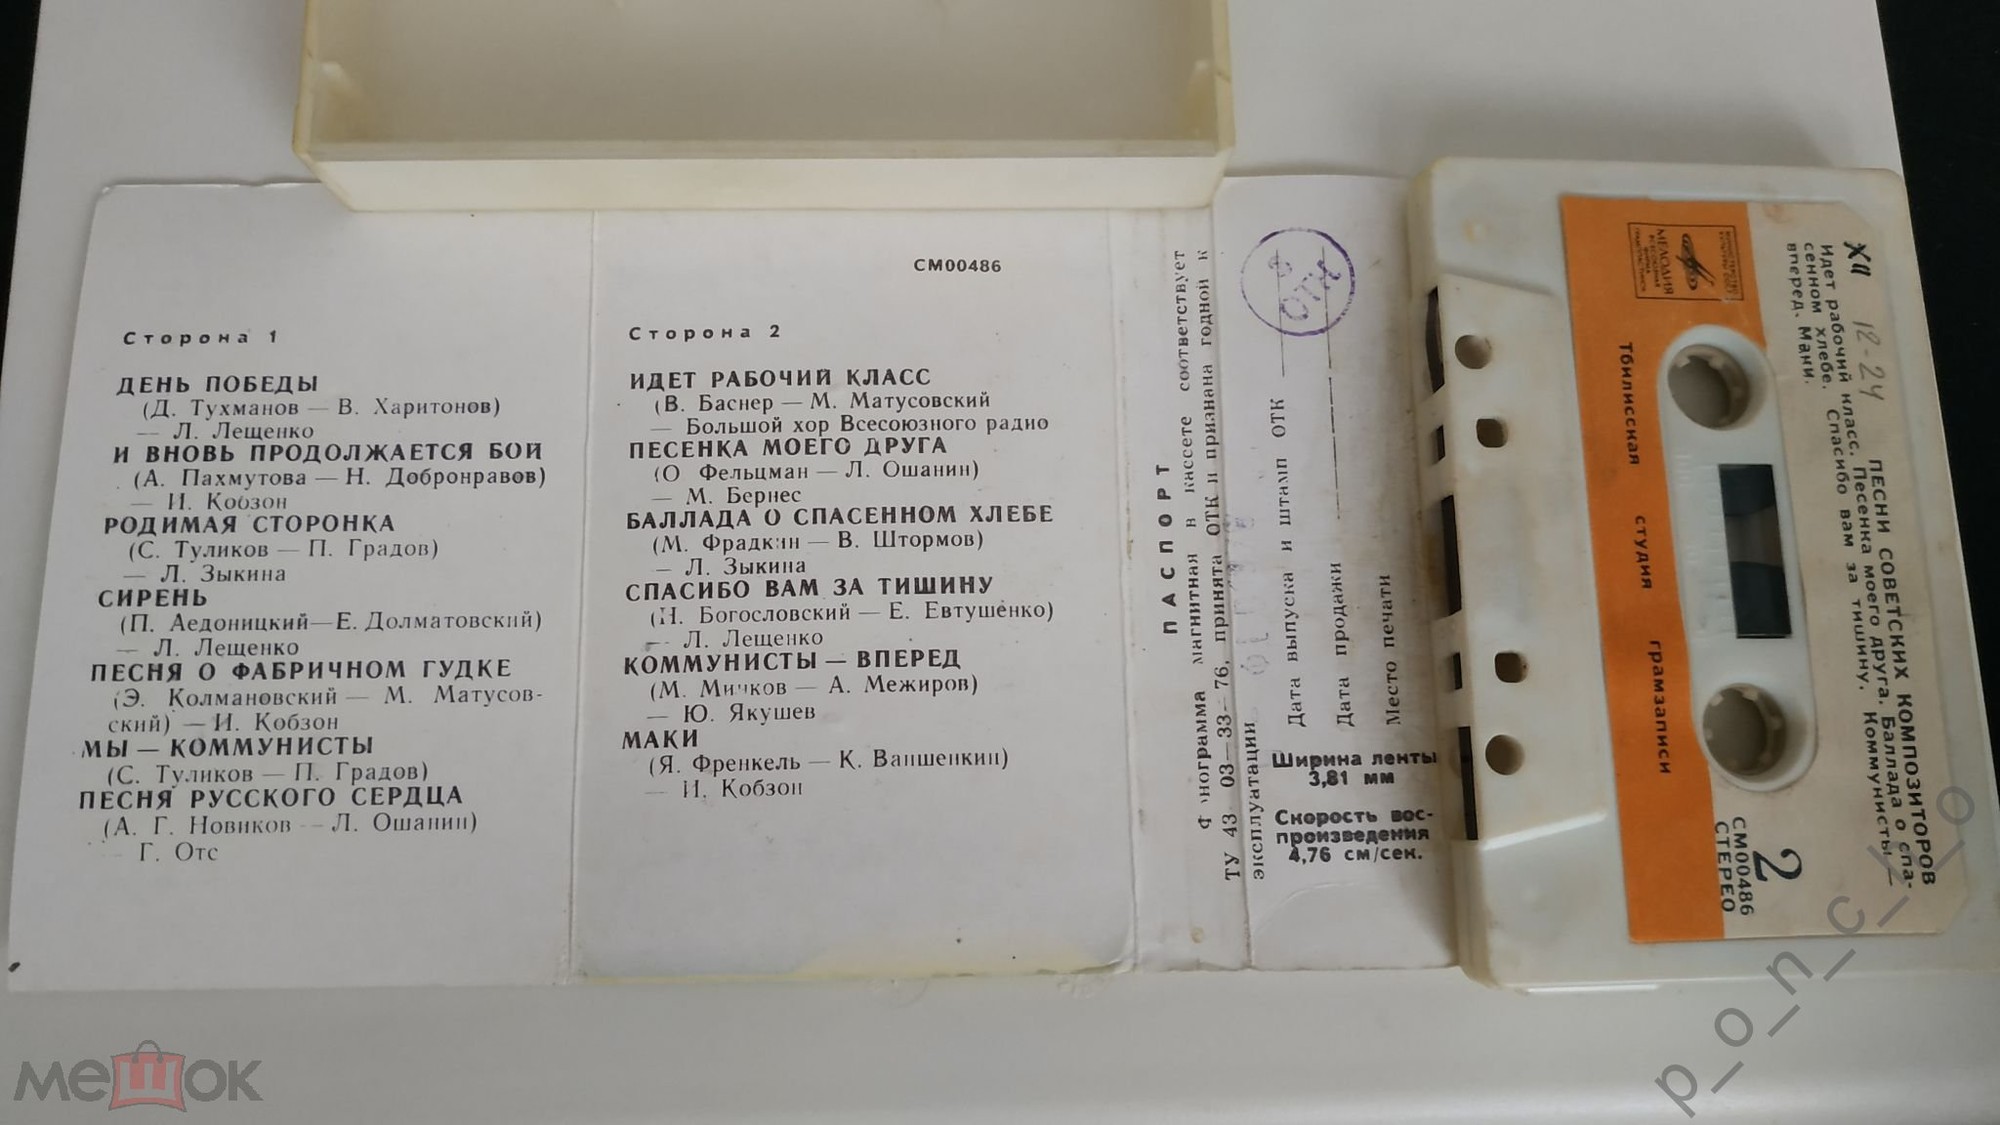 Сторона 1
ДЕНЬ ПОБЕДЫ
(Д. Тухманов — В. Харитонов)
— Л. Лещенко
И ВНОВЬ ПРОДОЛЖАЕТСЯ БОЙ
(А. Пахмутова — Н. Добронравов)
— И. Кобзон
РОДИМАЯ СТОРОНКА
(С. Туликов — П. Градов)
— Л. Зыкина
СИРЕНЬ
(П. Аедоницкий—Е. Долматовский)
— Л. Лещенко
ПЕСНЯ О ФАБРИЧНОМ ГУДКЕ
(Э. Колмановский — М. Матусов-
ский) — И. Кобзон
МЫ — КОММУНИСТЫ
(С. Туликов — П. Градов)
ПЕСНЯ РУССКОГО СЕРДЦА
(А. Г. Новиков — Л. Ошанин)
— Г. Отс
СМ00486
Сторона 2
ИДЕТ РАБОЧИЙ КЛАСС
(В. Баснер — М. Матусовский
— Большой хор Всесоюзного радио
ПЕСЕНКА МОЕГО ДРУГА
(О Фельцман — Л. Ошанин)
— М. Бернес
БАЛЛАДА О СПАСЕННОМ ХЛЕБЕ
(М. Фрадкин — В. Штормов)
— Л. Зыкина
СПАСИБО ВАМ ЗА ТИШИНУ
(Н. Богословский — Е. Евтушенко)
— Л. Лещенко
КОММУНИСТЫ — ВПЕРЕД
(М. Мичков — А. Межиров)
— Ю. Якушев
МАКИ
(Я. Френкель — К. Ваншенкин)
— И. Кобзон
ПАСПОРТ
Фонограмма магнитная в кассете соответствует
ТУ 43 03—33—76, принята ОТК и признана годной к
эксплуатации
Дата выпуска и штамп ОТК
Дата продажи
Место печати
ОТК
Ширина ленты
3,81 мм
Скорость вос-
произведения
4,76 см/сек.
МЕЛОДИЯ
Тбилисская студия грамзаписи
XII 12-24
ПЕСНИ СОВЕТСКИХ КОМПОЗИТОРОВ
Идет рабочий класс. Песенка моего друга. Баллада о спа-
сенном хлебе. Спасибо вам за тишину. Коммунисты —
вперед. Маки.
2
СМ00486
СТЕРЕО
мешок
p_o_n_c_h_o